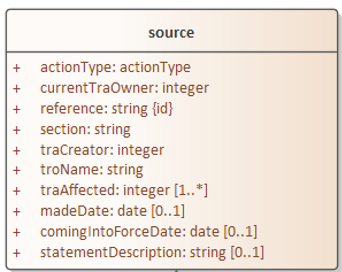 source
+ actionType: actionType
+ currentTraOwner: integer
+ reference: string {id}
+ section: string
+ traCreator: integer
+ troName: string
+ traAffected: integer [1..*]
+ madeDate: date [0..1]
+ comingIntoForceDate: date [0..1]
+ statementDescription: string [0..1]